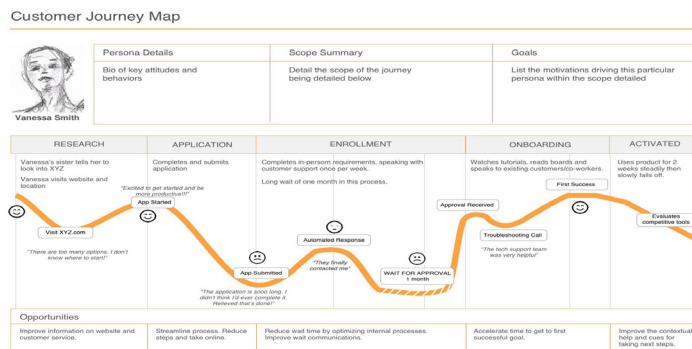 Customer Journey Map
Persona Details
Bio of key attitudes and
behaviors
Scope Summary
Detail the scope of the journey
being detailed below
Goals
List the motivations driving this particular
persona within the scope detailed
Vanessa Smith
RESEARCH
APPLICATION
ENROLLMENT
ONBOARDING
ACTIVATED
Vanessa's sister tells her to
look into XYZ
Vanessa visits website and
location
Completes and submits
application
Completes in-person requirements, speaking with
customer support once per week.
Long wait of one month in this process.
Watches tutorials, reads boards and
speaks to existing customers/co-workers.
Uses product for 2
weeks steadily then
slowly falls off.
"Excited to get started and be
more productive!!!"
App Started
Visit XYZ.com
"There are too many options, I don't
know where to start!"
App Submitted
"The application is sooo long, I
didn't think I'd ever complete it.
Relieved that's done!"
Automated Response
"They finally
contacted me"
WAIT FOR APPROVAL
1 month
Approval Received
Troubleshooting Call
"The tech support team
was very helpful"
First Success
Evaluates
competitive tools
Opportunities
Improve information on website and
customer service.
Streamline process. Reduce
steps and take online.
Reduce wait time by optimizing internal processes.
Improve wait communications.
Accelerate time to get to first
successful goal.
Improve the contextual
help and cues for
taking next steps.